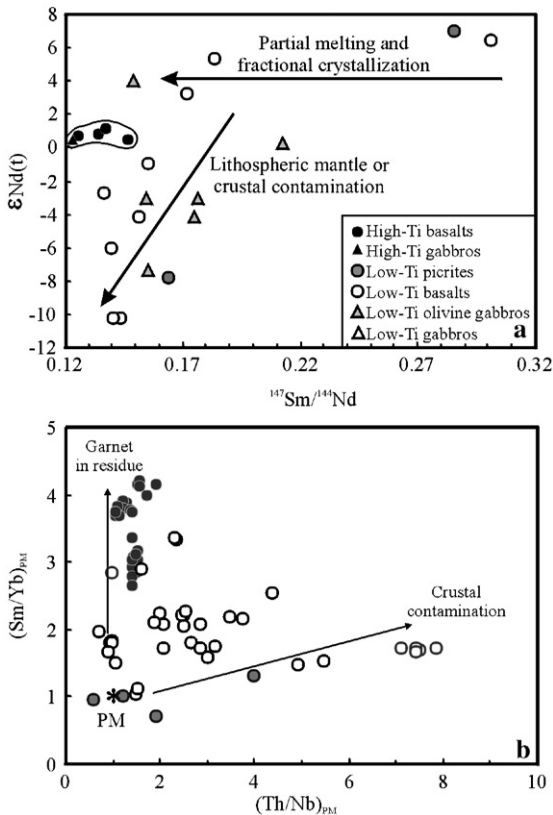 8
6
4
2
0
-2
-4
-6
-8
-10
-12
εNd(t)
Partial melting and
fractional crystallization
Lithospheric mantle or
crustal contamination
High-Ti basalts
High-Ti gabbros
Low-Ti picrites
Low-Ti basalts
Low-Ti olivine gabbros
Low-Ti gabbros
a
0.12
0.17
0.22
0.27
0.32
¹⁴⁷Sm/¹⁴⁴Nd
5
4
3
2
1
0
(Sm/Yb)PM
Garnet
in residue
Crustal
contamination
PM
b
0
2
4
6
8
10
(Th/Nb)PM